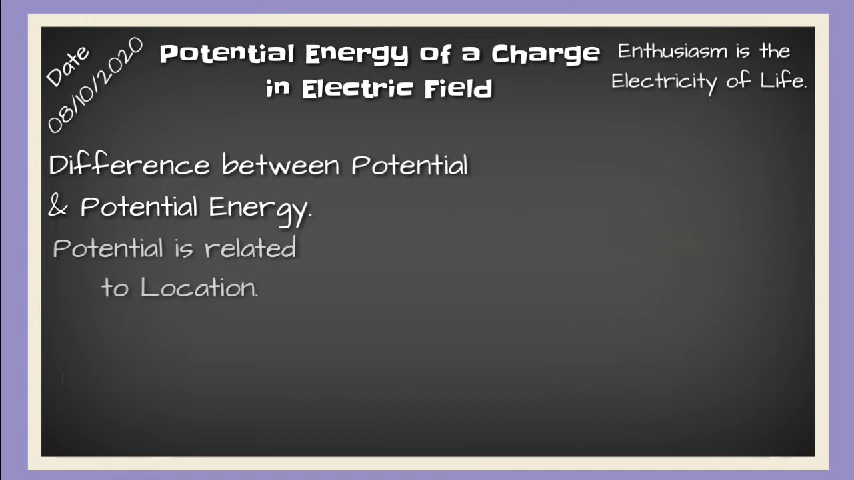 Date
08/10/2020
Potential Energy of a Charge
in Electric Field
Enthusiasm is the
Electricity of Life.
Difference between Potential
& Potential Energy.
Potential is related
to Location.